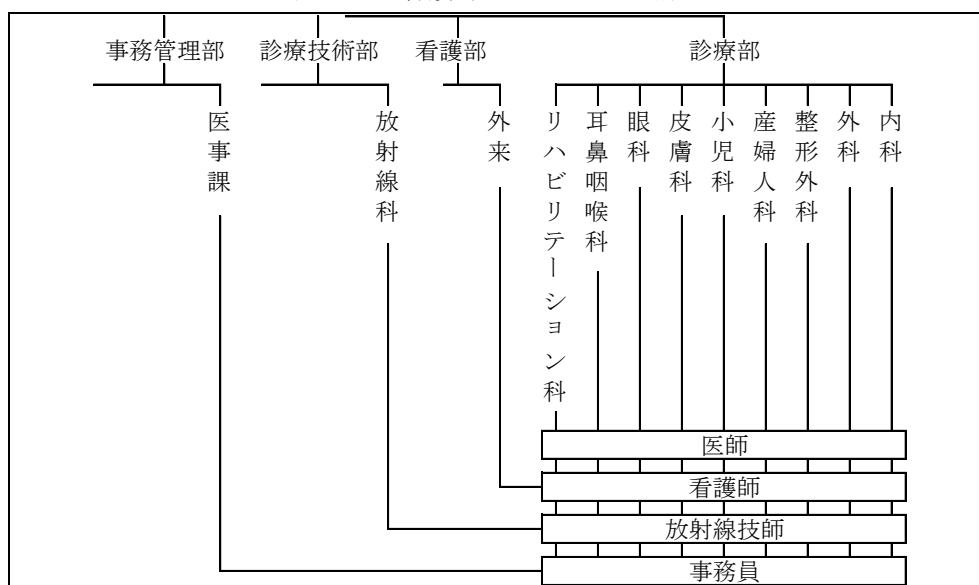 事務管理部
診療技術部
看護部
診療部
医事課
放射線科
外来
リハビリテーション科
耳鼻咽喉科
眼科
皮膚科
小児科
産婦人科
整形外科
外科
内科
医師
看護師
放射線技師
事務員